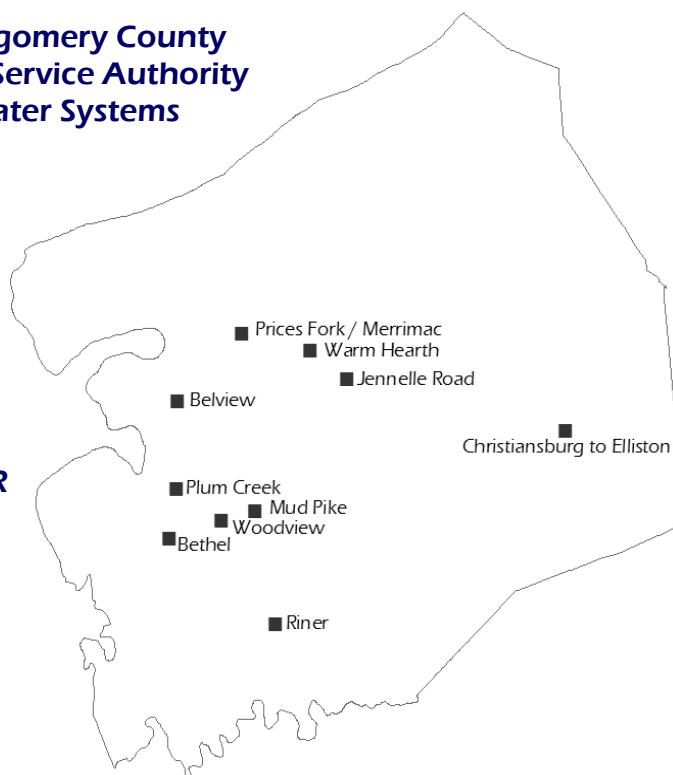 gomery County
Service Authority
ater Systems
Prices Fork / Merrimac
Warm Hearth
Jennelle Road
Belview
Christiansburg to Elliston
R
Plum Creek
Mud Pike
Woodview
Bethel
Riner